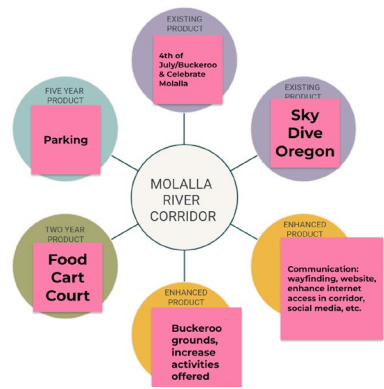 EXISTING
PRODUCT
4th of
July/Buckeroo
& Celebrate
Molalla
FIVE YEAR
PRODUCT
Parking
EXISTING
PRODUCT
Sky
Dive
Oregon
MOLALLA
RIVER
CORRIDOR
TWO YEAR
PRODUCT
Food
Cart
Court
ENHANCED PRODUCT
Communication:
wayfinding, website,
enhance internet
access in corridor,
social media, etc.
ENHANCED
PRODUCT
Buckeroo
grounds,
increase
activities
offered